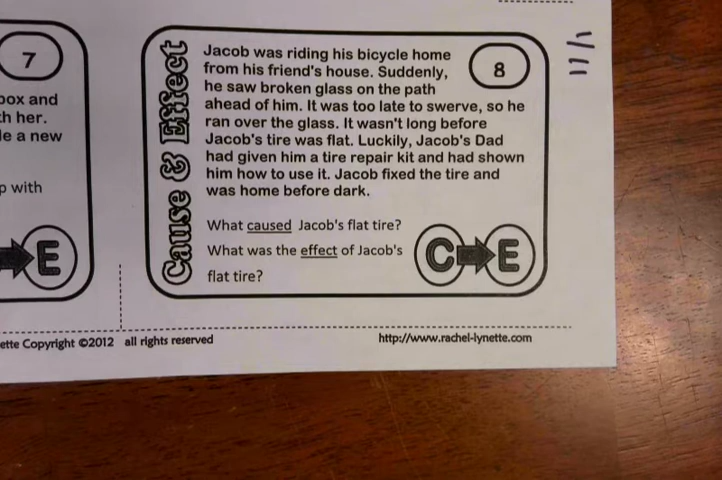 7
box and
h her.
e a new
p with
E
Cause & Effect
8
Jacob was riding his bicycle home
from his friend's house. Suddenly,
he saw broken glass on the path
ahead of him. It was too late to swerve, so he
ran over the glass. It wasn't long before
Jacob's tire was flat. Luckily, Jacob's Dad
had given him a tire repair kit and had shown
him how to use it. Jacob fixed the tire and
was home before dark.
What caused Jacob's flat tire?
What was the effect of Jacob's
flat tire?
C E
ette Copyright ©2012 all rights reserved
http://www.rachel-lynette.com
11/1